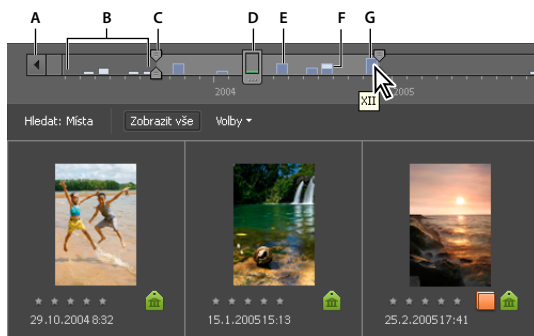 A B C D E F G
2004 2005
XII
Hledat: Místa Zobrazit vše Volby
29.10.2004 8:32 15.1.2005 15:13 25.2.2005 17:41